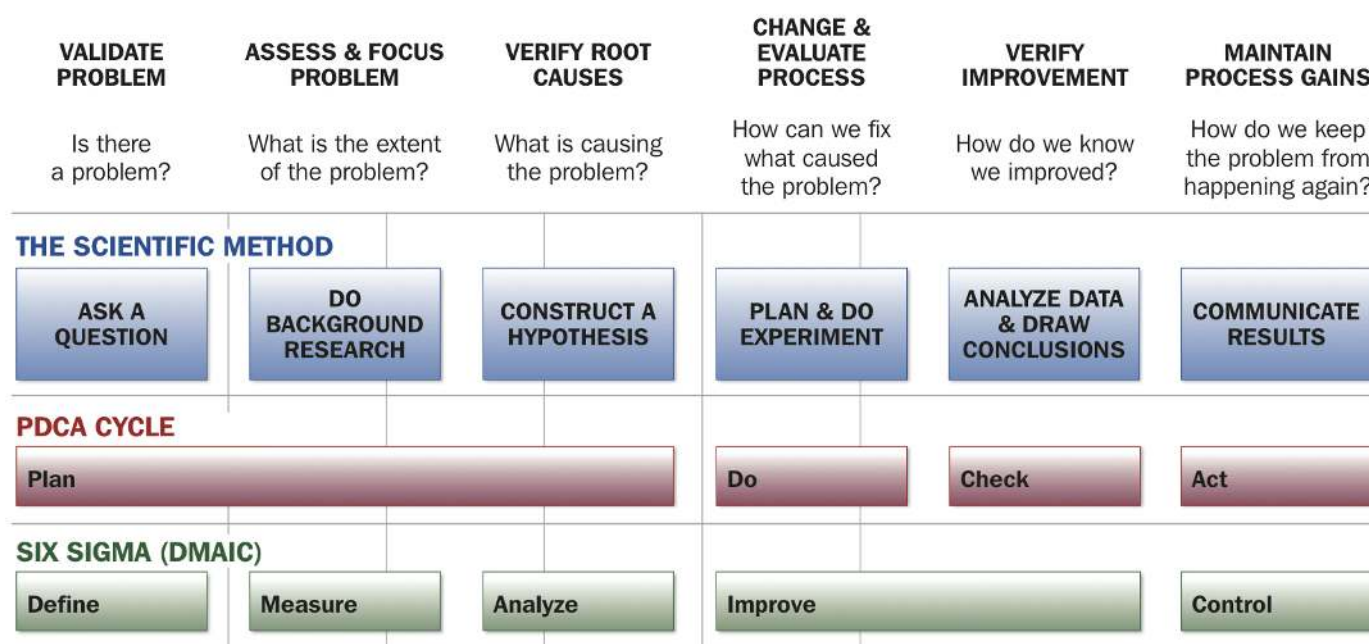 VALIDATE
PROBLEM
ASSESS & FOCUS
PROBLEM
VERIFY ROOT
CAUSES
CHANGE &
EVALUATE
PROCESS
VERIFY
IMPROVEMENT
MAINTAIN
PROCESS GAINS
Is there
a problem?
What is the extent
of the problem?
What is causing
the problem?
How can we fix
what caused
the problem?
How do we know
we improved?
How do we keep
the problem from
happening again?
THE SCIENTIFIC METHOD
ASK A
QUESTION
DO
BACKGROUND
RESEARCH
CONSTRUCT A
HYPOTHESIS
PLAN & DO
EXPERIMENT
ANALYZE DATA
& DRAW
CONCLUSIONS
COMMUNICATE
RESULTS
PDCA CYCLE
Plan
Do
Check
Act
SIX SIGMA (DMAIC)
Define
Measure
Analyze
Improve
Control